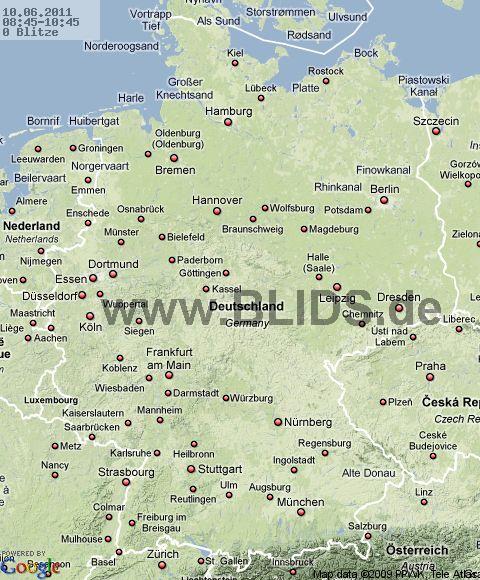 10.06.2011
08:45-10:45
0 Blitze
Vortrapp
Tief
Als Sund
Storstrømmen
Ulvsund
Rødsand
Noorderoogsand
Kiel
Großer
Knechtsand
Rostock
Platte
Piastowski
Kanał
Harle
Lübeck
Bornrif
Huibertgat
Hamburg
Szczecin
Oldenburg
(Oldenburg)
Groningen
Leeuwarden
Norgervaart
Bremen
Beilervaart
Emmen
Finowkanal
Rhinkanal
Gorzów
Wielkopo
Berlin
Almere
Hannover
Wolfsburg
Potsdam
Enschede
Osnabrück
Braunschweig
Magdeburg
Nederland
Netherlands
Münster
Bielefeld
Zielona
Nijmegen
Paderborn
Göttingen
Halle
(Saale)
Dortmund
Essen
Kassel
Leipzig
Düsseldorf
Wuppertal
www.BLIDS.de
Deutschland
Germany
Dresden
Maastricht
Köln
Siegen
Chemnitz
Liège
Aachen
Ústí nad
Labem
Liberec
Koblenz
Frankfurt
am Main
Praha
Wiesbaden
Luxembourg
Darmstadt
Würzburg
Plzeň
Česká Rep
Czech Re
Kaiserslautern
Mannheim
Saarbrücken
Nürnberg
České
Budejovice
Metz
Karlsruhe
Heilbronn
Regensburg
Nancy
Strasbourg
Stuttgart
Ingolstadt
Alte Donau
Reutlingen
Ulm
Augsburg
München
Linz
Colmar
Freiburg im
Breisgau
Salzburg
Mulhouse
Österreich
Austria
Basel
Zürich
St. Gallen
Innsbruck
Liechtenstein
POWERED BY
Google
Map data ©2009 PPWK, Tele Atlas